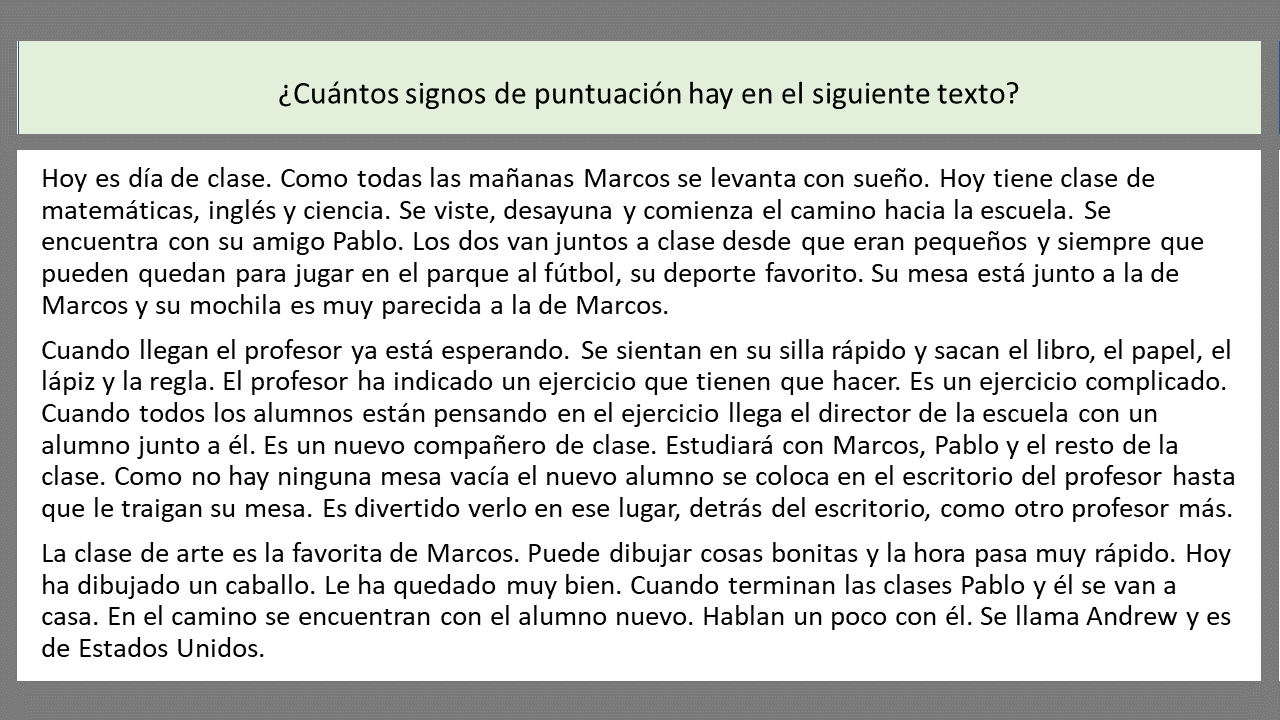 ¿Cuántos signos de puntuación hay en el siguiente texto?
Hoy es día de clase. Como todas las mañanas Marcos se levanta con sueño. Hoy tiene clase de
matemáticas, inglés y ciencia. Se viste, desayuna y comienza el camino hacia la escuela. Se
encuentra con su amigo Pablo. Los dos van juntos a clase desde que eran pequeños y siempre que
pueden quedan para jugar en el parque al fútbol, su deporte favorito. Su mesa está junto a la de
Marcos y su mochila es muy parecida a la de Marcos.
Cuando llegan el profesor ya está esperando. Se sientan en su silla rápido y sacan el libro, el papel, el
lápiz y la regla. El profesor ha indicado un ejercicio que tienen que hacer. Es un ejercicio complicado.
Cuando todos los alumnos están pensando en el ejercicio llega el director de la escuela con un
alumno junto a él. Es un nuevo compañero de clase. Estudiará con Marcos, Pablo y el resto de la
clase. Como no hay ninguna mesa vacía el nuevo alumno se coloca en el escritorio del profesor hasta
que le traigan su mesa. Es divertido verlo en ese lugar, detrás del escritorio, como otro profesor más.
La clase de arte es la favorita de Marcos. Puede dibujar cosas bonitas y la hora pasa muy rápido. Hoy
ha dibujado un caballo. Le ha quedado muy bien. Cuando terminan las clases Pablo y él se van a
casa. En el camino se encuentran con el alumno nuevo. Hablan un poco con él. Se llama Andrew y es
de Estados Unidos.